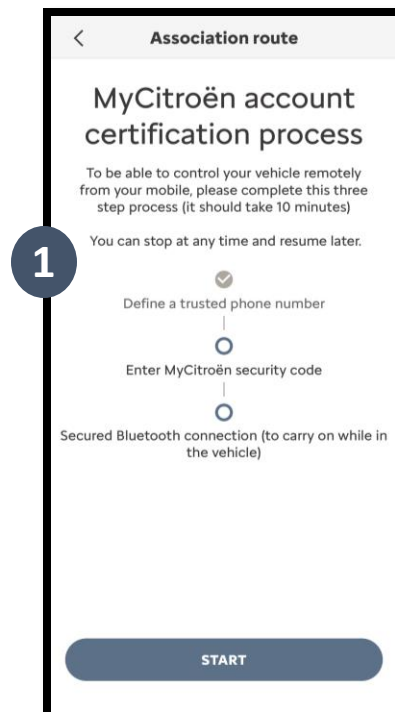 Association route
MyCitroën account
certification process
To be able to control your vehicle remotely
from your mobile, please complete this three
step process (it should take 10 minutes)
You can stop at any time and resume later.
1
Define a trusted phone number
Enter MyCitroën security code
Secured Bluetooth connection (to carry on while in
the vehicle)
START